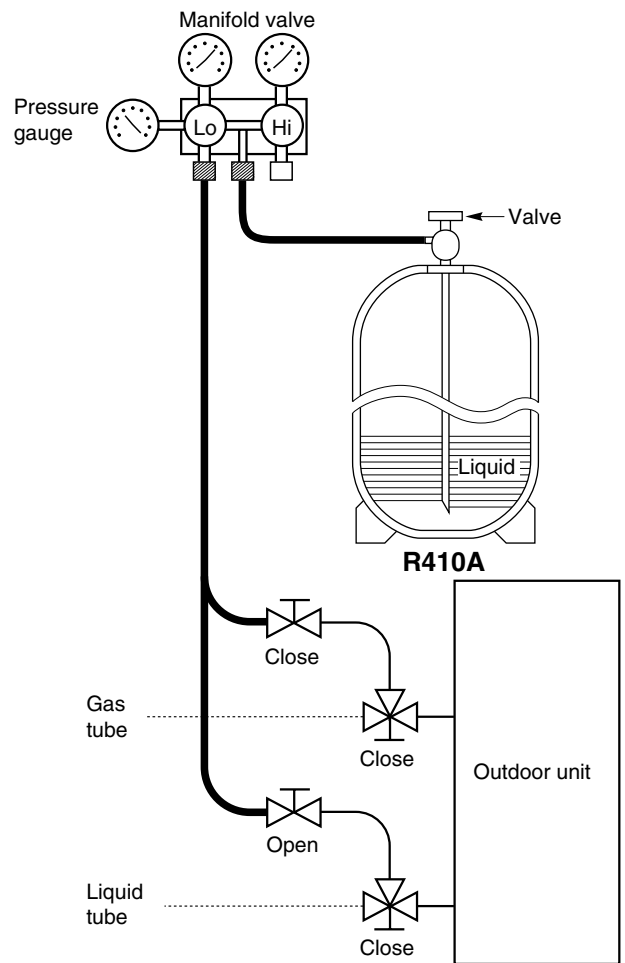 Manifold valve
Pressure
gauge
Lo
Hi
Valve
Liquid
R410A
Close
Gas
tube
Close
Outdoor unit
Open
Liquid
tube
Close